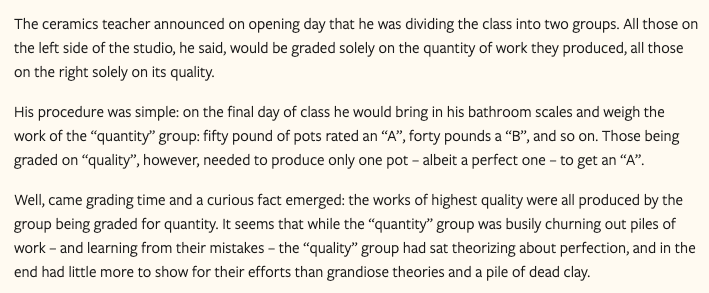 The ceramics teacher announced on opening day that he was dividing the class into two groups. All those on
the left side of the studio, he said, would be graded solely on the quantity of work they produced, all those
on the right solely on its quality.
His procedure was simple: on the final day of class he would bring in his bathroom scales and weigh the
work of the “quantity” group: fifty pound of pots rated an “A”, forty pounds a “B”, and so on. Those being
graded on “quality”, however, needed to produce only one pot – albeit a perfect one – to get an “A”.
Well, came grading time and a curious fact emerged: the works of highest quality were all produced by the
group being graded for quantity. It seems that while the “quantity” group was busily churning out piles of
work – and learning from their mistakes – the “quality” group had sat theorizing about perfection, and in the
end had little more to show for their efforts than grandiose theories and a pile of dead clay.